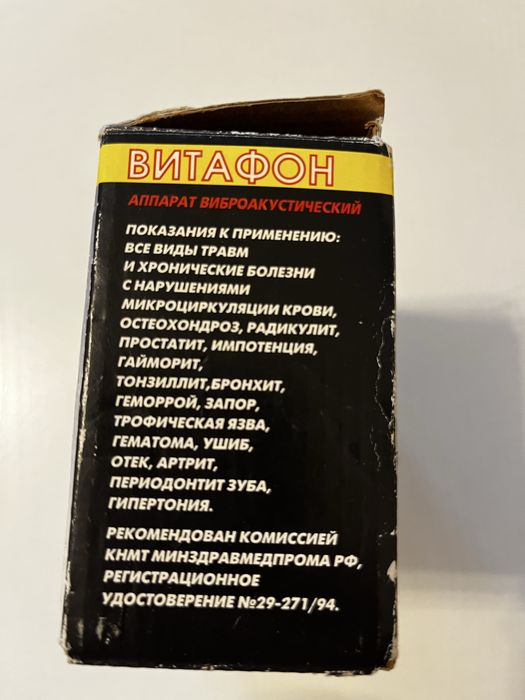 ВИТАФОН
АППАРАТ ВИБРОАКУСТИЧЕСКИЙ
ПОКАЗАНИЯ К ПРИМЕНЕНИЮ:
ВСЕ ВИДЫ ТРАВМ
И ХРОНИЧЕСКИЕ БОЛЕЗНИ
С НАРУШЕНИЯМИ
МИКРОЦИРКУЛЯЦИИ КРОВИ,
ОСТЕОХОНДРОЗ, РАДИКУЛИТ,
ПРОСТАТИТ, ИМПОТЕНЦИЯ,
ГАЙМОРИТ,
ТОНЗИЛЛИТ,БРОНХИТ,
ГЕМОРРОЙ, ЗАПОР,
ТРОФИЧЕСКАЯ ЯЗВА,
ГЕМАТОМА, УШИБ,
ОТЕК, АРТРИТ,
ПЕРИОДОНТИТ ЗУБА,
ГИПЕРТОНИЯ.
РЕКОМЕНДОВАН КОМИССИЕЙ
КНМТ МИНЗДРАВМЕДПРОМА РФ,
РЕГИСТРАЦИОННОЕ
УДОСТОВЕРЕНИЕ №29-271/94.